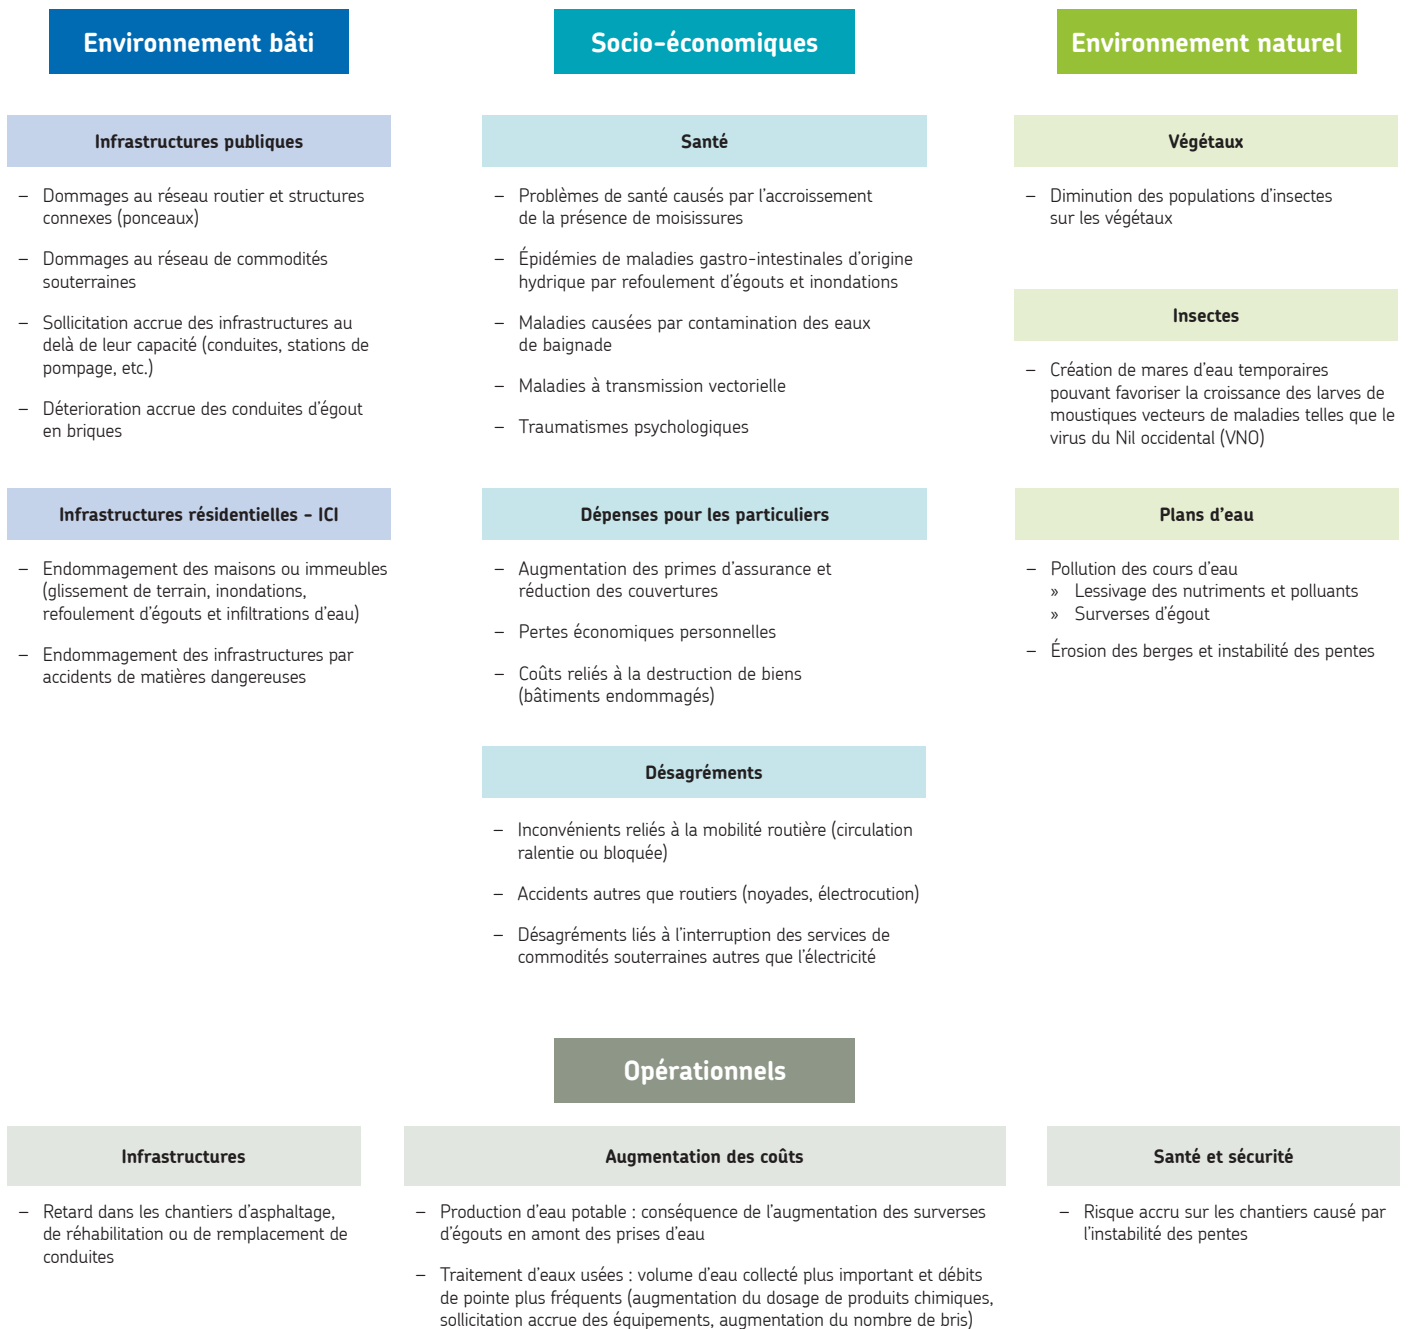 Environnement bâti
Infrastructures publiques
– Dommages au réseau routier et structures
connexes (ponceaux)
– Dommages au réseau de commodités
souterraines
– Sollicitation accrue des infrastructures au
delà de leur capacité (conduites, stations de
pompage, etc.)
– Déterioration accrue des conduites d'égout
en briques
Infrastructures résidentielles - ICI
– Endommagement des maisons ou immeubles
(glissement de terrain, inondations,
refoulement d'égouts et infiltrations d'eau)
– Endommagement des infrastructures par
accidents de matières dangereuses
Socio-économiques
Santé
– Problèmes de santé causés par l'accroissement
de la présence de moisissures
– Épidémies de maladies gastro-intestinales d'origine
hydrique par refoulement d'égouts et inondations
– Maladies causées par contamination des eaux
de baignade
– Maladies à transmission vectorielle
– Traumatismes psychologiques
Dépenses pour les particuliers
– Augmentation des primes d'assurance et
réduction des couvertures
– Pertes économiques personnelles
– Coûts reliés à la destruction de biens
(bâtiments endommagés)
Désagréments
– Inconvénients reliés à la mobilité routière (circulation
ralentie ou bloquée)
– Accidents autres que routiers (noyades, électrocution)
– Désagréments liés à l'interruption des services de
commodités souterraines autres que l'électricité
Environnement naturel
Végétaux
– Diminution des populations d'insectes
sur les végétaux
Insectes
– Création de mares d'eau temporaires
pouvant favoriser la croissance des larves de
moustiques vecteurs de maladies telles que le
virus du Nil occidental (VNO)
Plans d'eau
– Pollution des cours d'eau
» Lessivage des nutriments et polluants
» Surverses d'égout
– Érosion des berges et instabilité des pentes
Opérationnels
Infrastructures
– Retard dans les chantiers d'asphaltage,
de réhabilitation ou de remplacement de
conduites
Augmentation des coûts
– Production d'eau potable : conséquence de l'augmentation des surverses
d'égouts en amont des prises d'eau
– Traitement d'eaux usées : volume d'eau collecté plus important et débits
de pointe plus fréquents (augmentation du dosage de produits chimiques,
sollicitation accrue des équipements, augmentation du nombre de bris)
Santé et sécurité
– Risque accru sur les chantiers causé par
l'instabilité des pentes